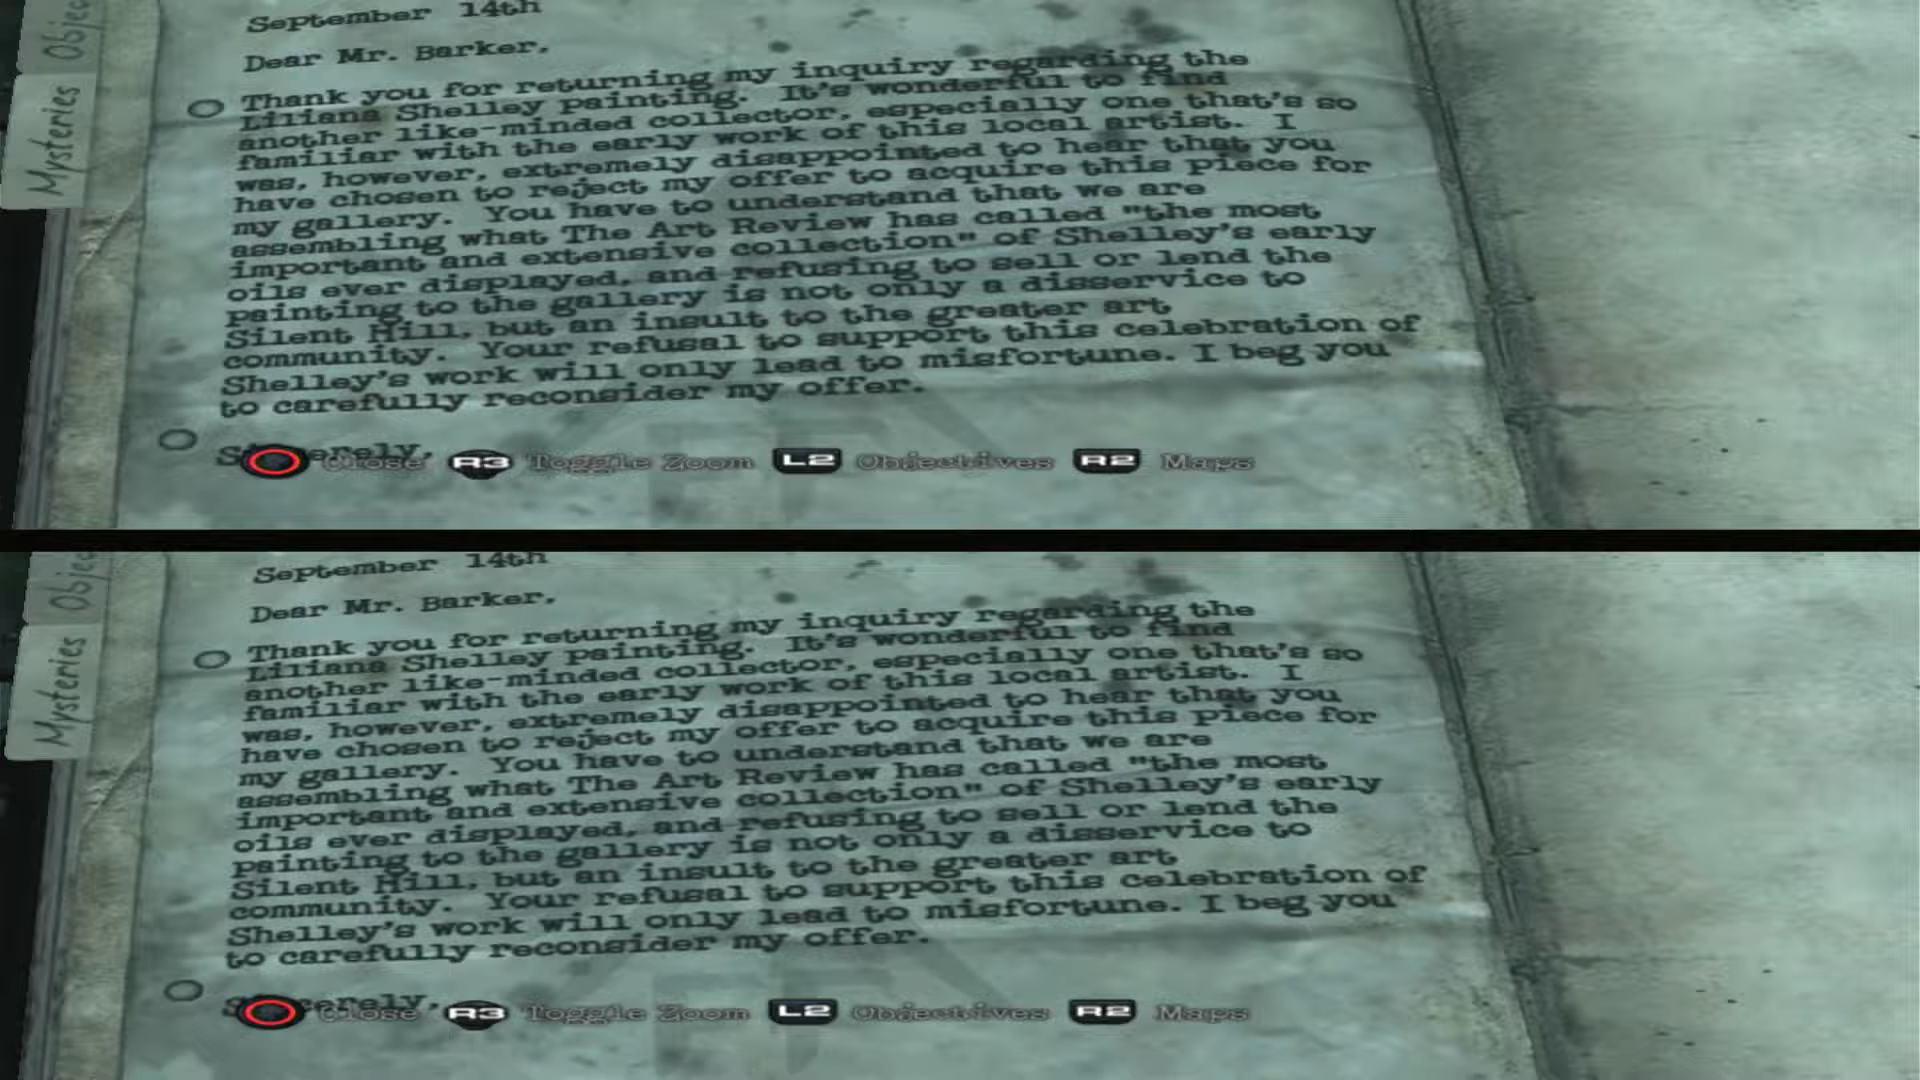 Obje
Mysteries
September 14th
Dear Mr. Barker,
Thank you for returning my inquiry regarding the
Liliana Shelley painting. It's wonderful to find
another like-minded collector, especially one that's so
familiar with the early work of this local artist. I
was, however, extremely disappointed to hear that you
have chosen to reject my offer to acquire this piece for
my gallery. You have to understand that we are
assembling what The Art Review has called "the most
important and extensive collection" of Shelley's early
oils ever displayed, and refusing to sell or lend the
painting to the gallery is not only a disservice to
Silent Hill, but an insult to the greater art
community. Your refusal to support this celebration of
Shelley's work will only lead to misfortune. I beg you
to carefully reconsider my offer.
Sincerely,
Close R3 Toggle Zoom L2 Objectives R2 Maps
Objec
Mysteries
September 14th
Dear Mr. Barker,
Thank you for returning my inquiry regarding the
Liliana Shelley painting. It's wonderful to find
another like-minded collector, especially one that's so
familiar with the early work of this local artist. I
was, however, extremely disappointed to hear that you
have chosen to reject my offer to acquire this piece for
my gallery. You have to understand that we are
assembling what The Art Review has called "the most
important and extensive collection" of Shelley's early
oils ever displayed, and refusing to sell or lend the
painting to the gallery is not only a disservice to
Silent Hill, but an insult to the greater art
community. Your refusal to support this celebration of
Shelley's work will only lead to misfortune. I beg you
to carefully reconsider my offer.
Sincerely,
Close R3 Toggle Zoom L2 Objectives R2 Maps